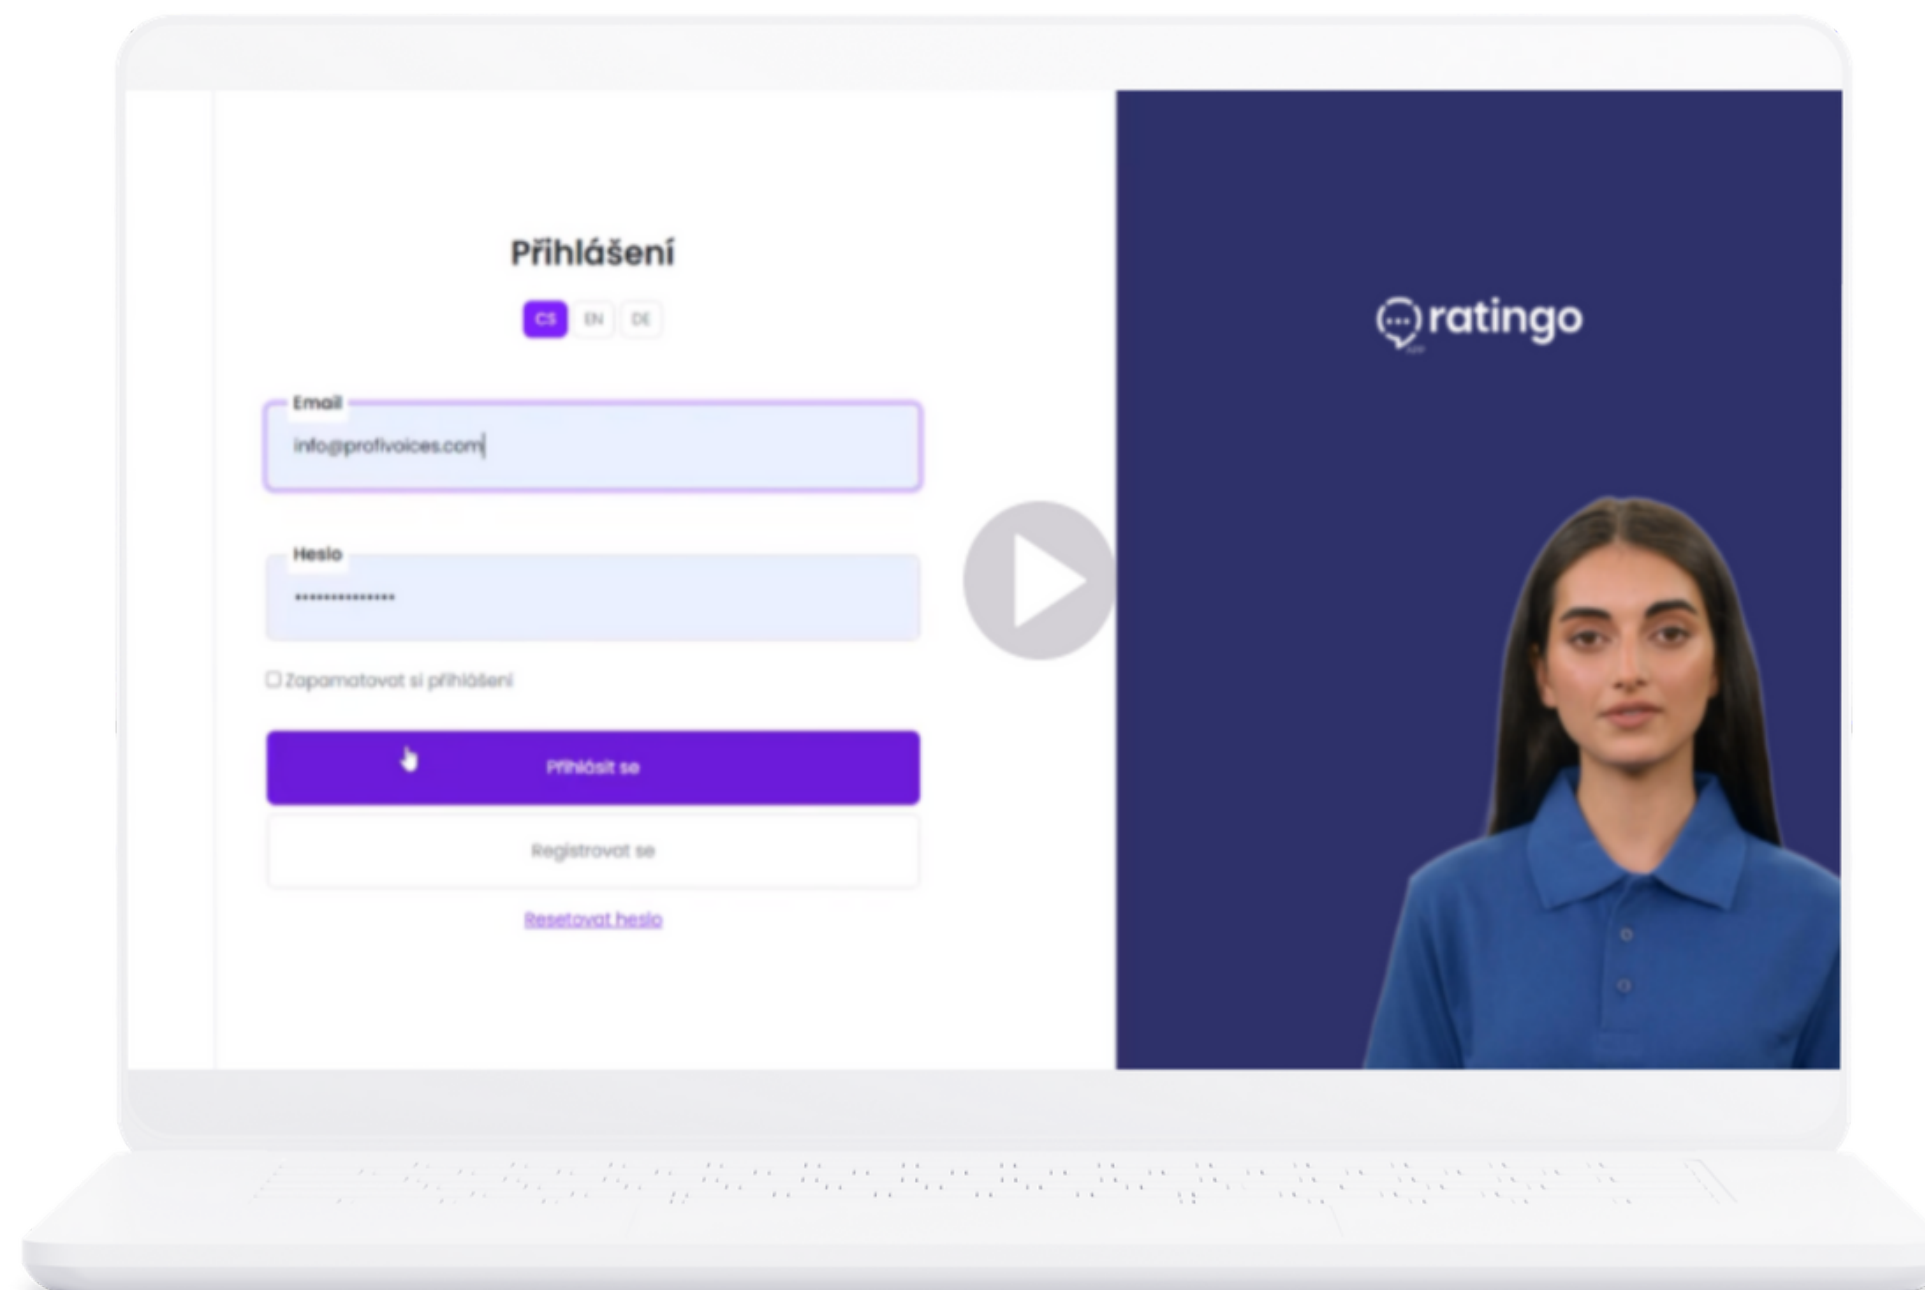 Přihlášení
CS EN DE
Email
info@profivoices.com
Heslo
••••••••••••••
Zapamatovat si přihlášení
Přihlásit se
Registrovat se
Resetovat heslo
ratingo
APP